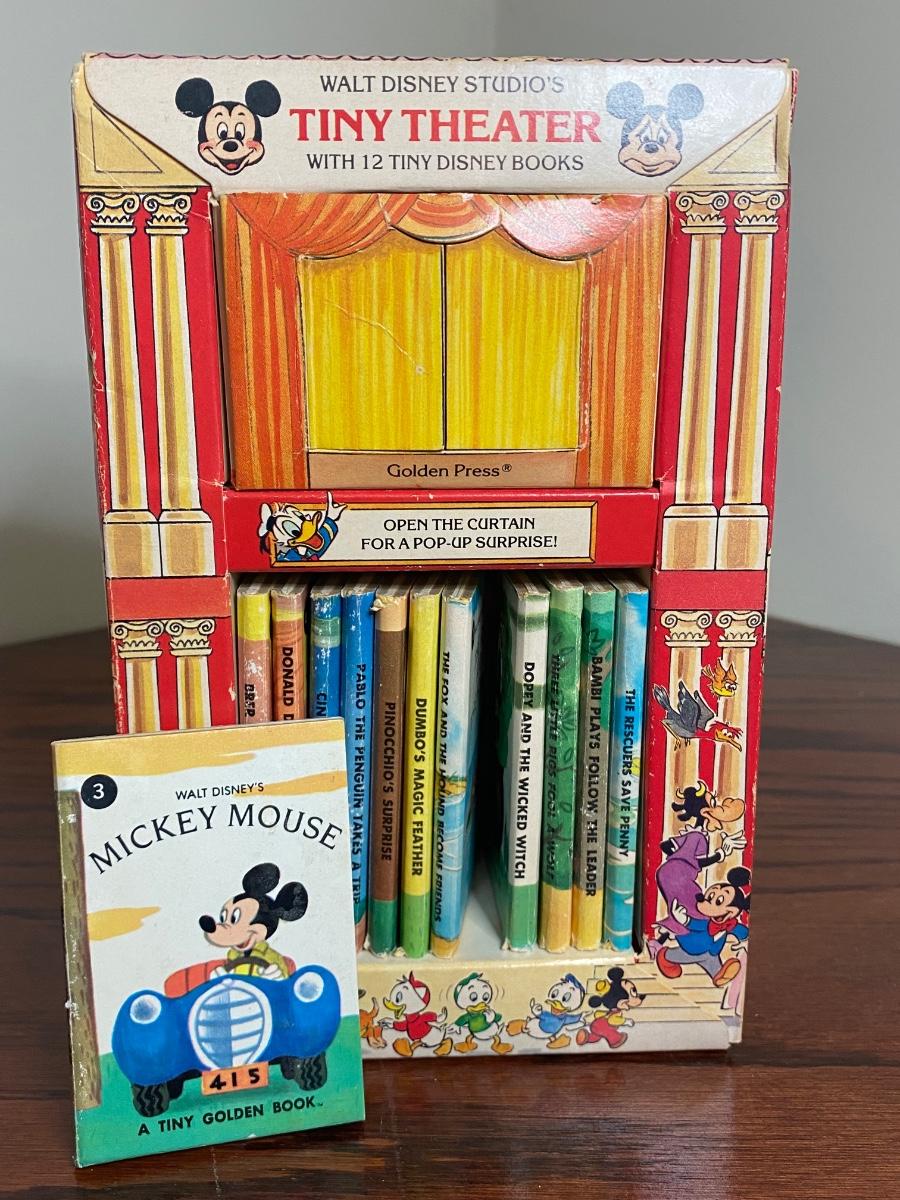 WALT DISNEY STUDIO'S
TINY THEATER
WITH 12 TINY DISNEY BOOKS
Golden Press®
OPEN THE CURTAIN
FOR A POP-UP SURPRISE!
BRER
DONALD D
CIN
PABLO THE PENGUIN TAKES A TRIP
PINOCCHIO'S SURPRISE
DUMBO'S MAGIC FEATHER
THE FOX AND THE HOUND BECOME FRIENDS
DOPEY AND THE WICKED WITCH
THREE LITTLE PIGS FOOL A WOLF
BAMBI PLAYS FOLLOW THE LEADER
THE RESCUERS SAVE PENNY
3
WALT DISNEY'S
MICKEY MOUSE
415
A TINY GOLDEN BOOK™